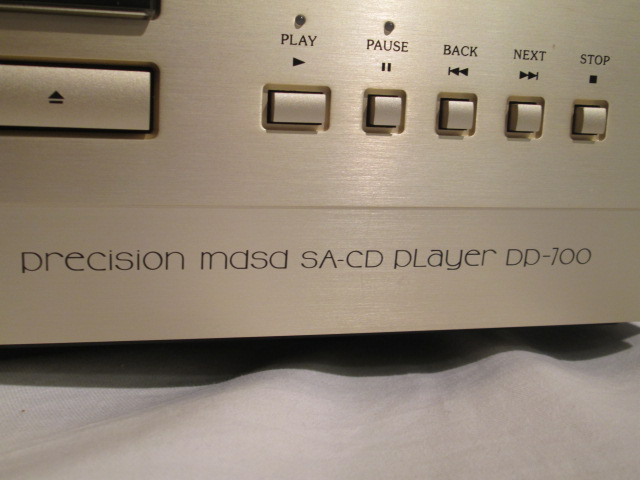 PLAY PAUSE BACK NEXT STOP
precision mdsd SA-CD player DP-700